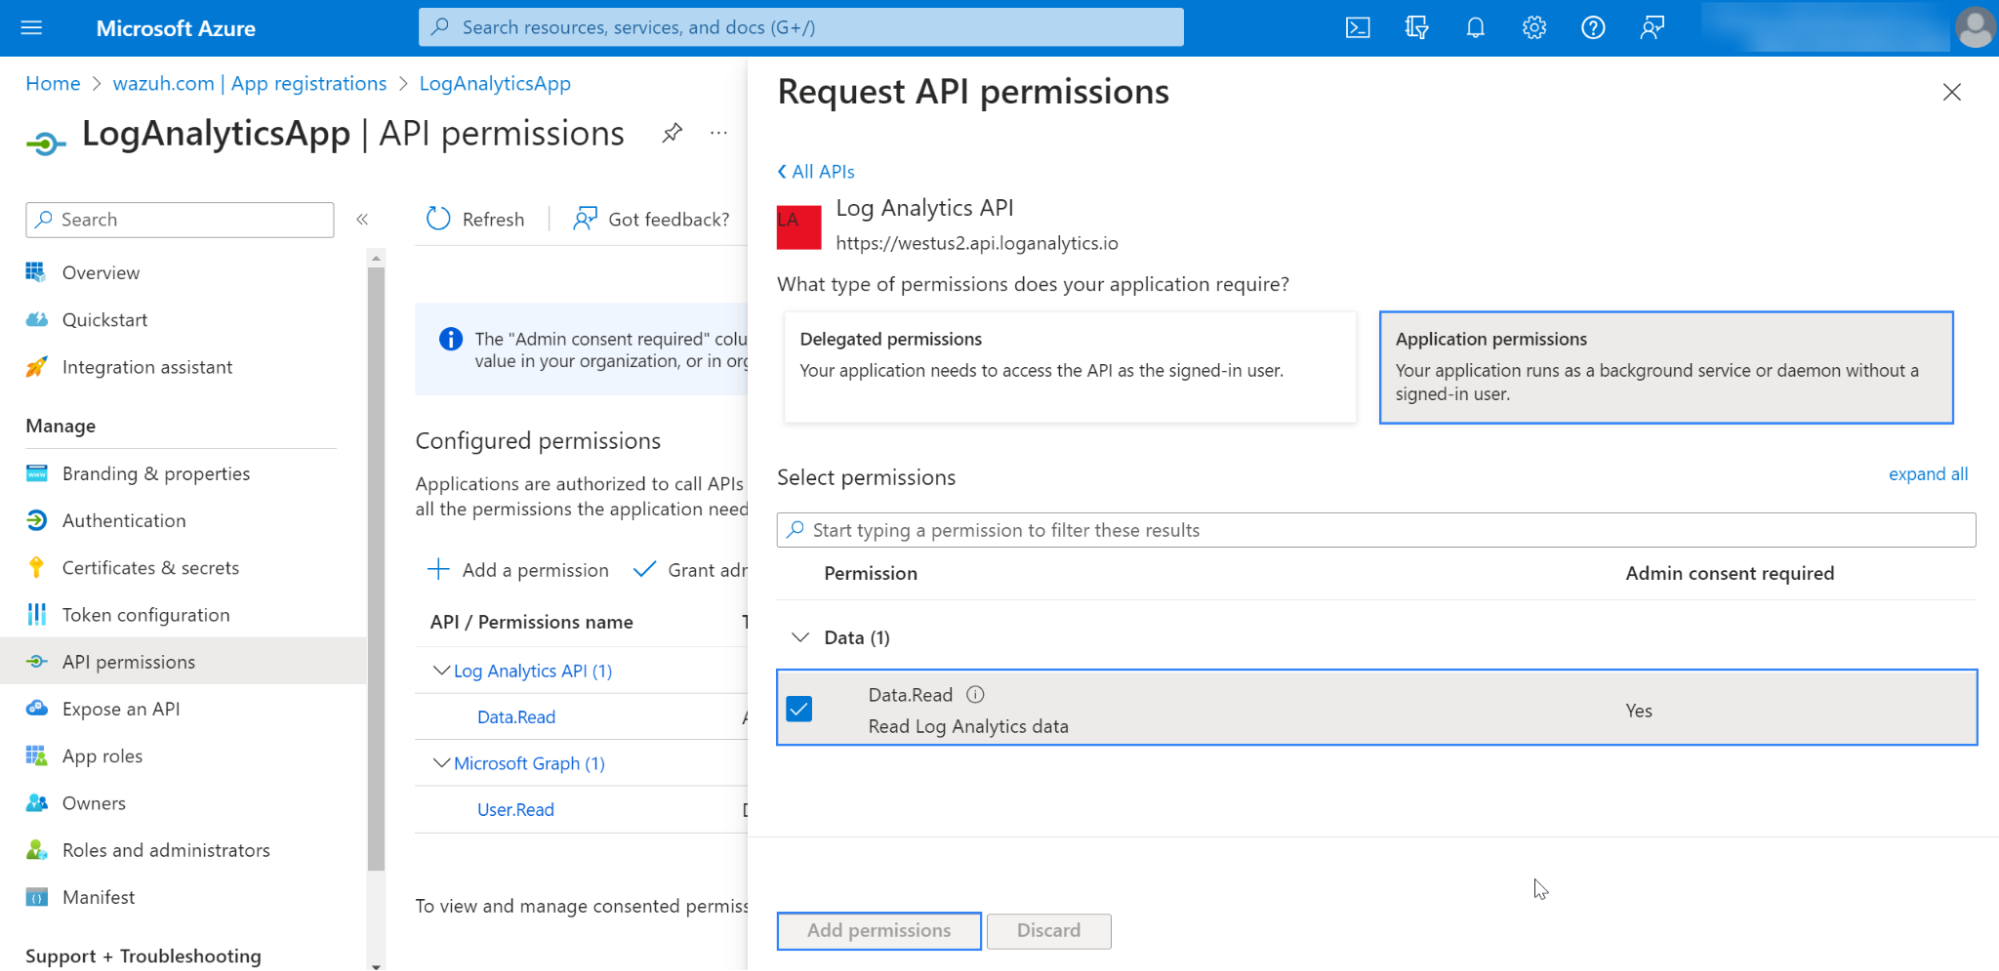 Microsoft Azure
Search resources, services, and docs (G+/)
Home > wazuh.com | App registrations > LogAnalyticsApp
LogAnalyticsApp | API permissions
Search
Overview
Quickstart
Integration assistant
Manage
Branding & properties
Authentication
Certificates & secrets
Token configuration
API permissions
Expose an API
App roles
Owners
Roles and administrators
Manifest
Support + Troubleshooting
Refresh
Got feedback?
The "Admin consent required" colu
value in your organization, or in org
Configured permissions
Applications are authorized to call APIs
all the permissions the application need
Add a permission
Grant adr
API / Permissions name
Log Analytics API (1)
Data.Read
Microsoft Graph (1)
User.Read
To view and manage consented permiss
Request API permissions
All APIs
LA
Log Analytics API
https://westus2.api.loganalytics.io
What type of permissions does your application require?
Delegated permissions
Your application needs to access the API as the signed-in user.
Application permissions
Your application runs as a background service or daemon without a
signed-in user.
Select permissions
expand all
Start typing a permission to filter these results
Permission
Admin consent required
Data (1)
Data.Read
Read Log Analytics data
Yes
Add permissions
Discard